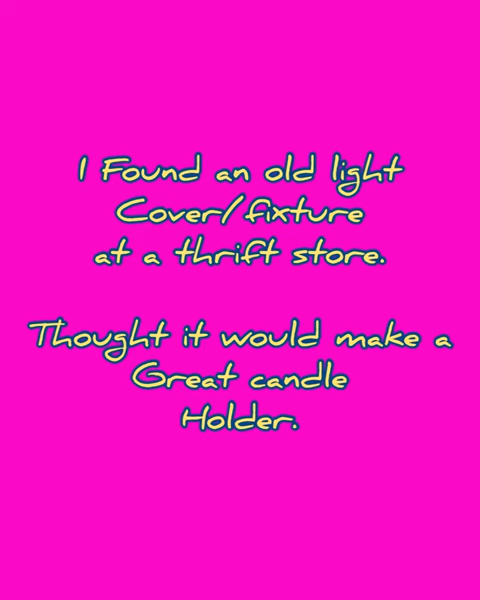 I Found an old light
Cover/fixture
at a thrift store.
Thought it would make a
Great candle
Holder.